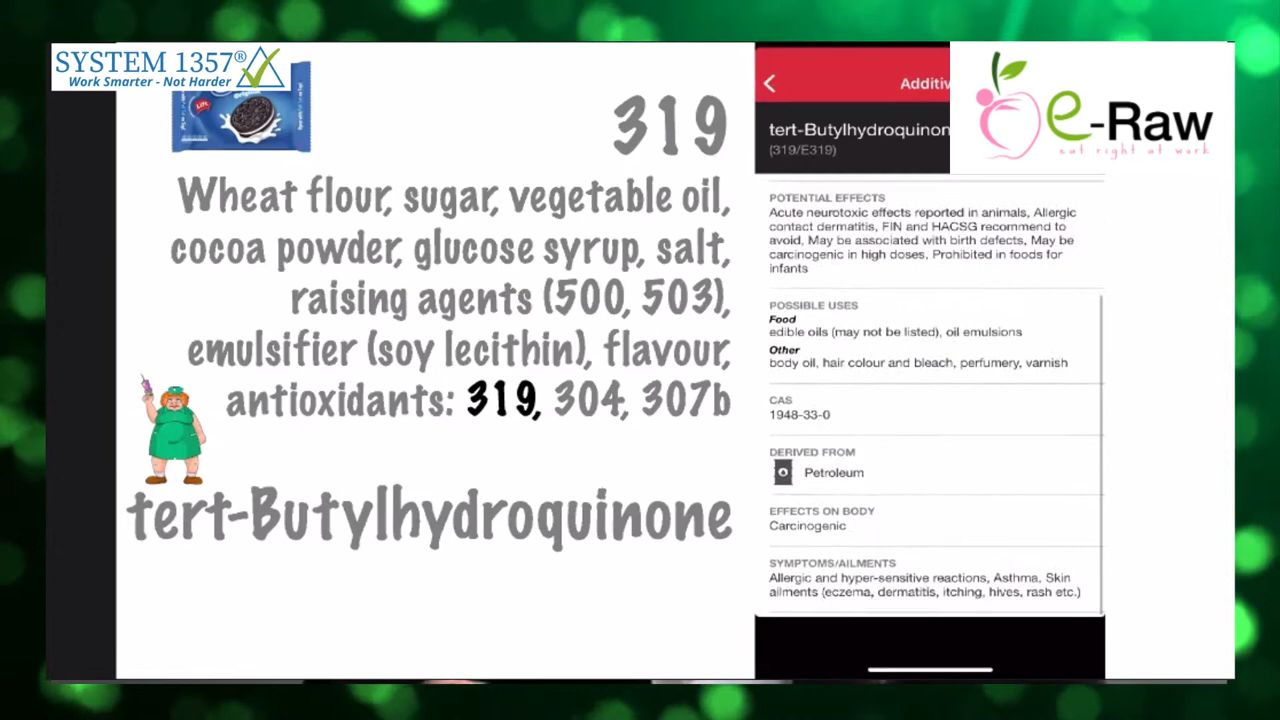 SYSTEM 1357®
Work Smarter - Not Harder
319
Wheat flour, sugar, vegetable oil,
cocoa powder, glucose syrup, salt,
raising agents (500, 503),
emulsifier (soy lecithin), flavour,
antioxidants: 319, 304, 307b
tert-Butylhydroquinone
e-Raw
eat right at work
tert-Butylhydroquinon
(319/E319)
POTENTIAL EFFECTS
Acute neurotoxic effects reported in animals, Allergic
contact dermatitis, FIN and HACSG recommend to
avoid, May be associated with birth defects, May be
carcinogenic in high doses, Prohibited in foods for
infants
POSSIBLE USES
Food
edible oils (may not be listed), oil emulsions
Other
body oil, hair colour and bleach, perfumery, varnish
CAS
1948-33-0
DERIVED FROM
Petroleum
EFFECTS ON BODY
Carcinogenic
SYMPTOMS/AILMENTS
Allergic and hyper-sensitive reactions, Asthma, Skin
ailments (eczema, dermatitis, itching, hives, rash etc.)